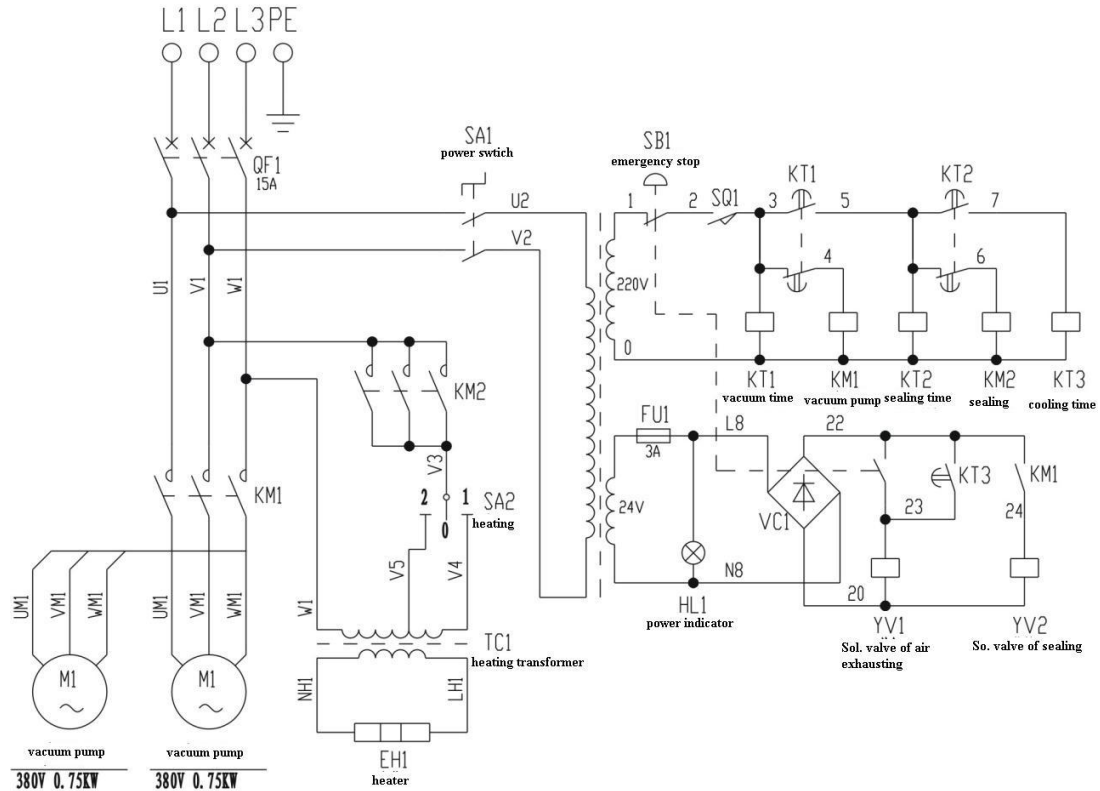 L1 L2 L3 PE
QF1
15A
SA1
power swtich
SB1
emergency stop
U2
V2
1
2
SQ1
3
KT1
5
KT2
7
4
6
220V
0
U1
V1
W1
KT1
vacuum time
KM1
vacuum pump
KT2
sealing time
KM2
sealing
KT3
cooling time
KM2
V3
2
1
0
SA2
heating
KM1
FU1
3A
L8
22
24V
VC1
KT3
KM1
23
24
N8
20
HL1
power indicator
YV1
Sol. valve of air
exhausting
YV2
So. valve of sealing
V5
V4
W1
TC1
heating transformer
NH1
LH1
EH1
heater
UM1
VM1
WM1
UM1
VM1
WM1
M1
M1
vacuum pump
vacuum pump
380V 0.75KW
380V 0.75KW